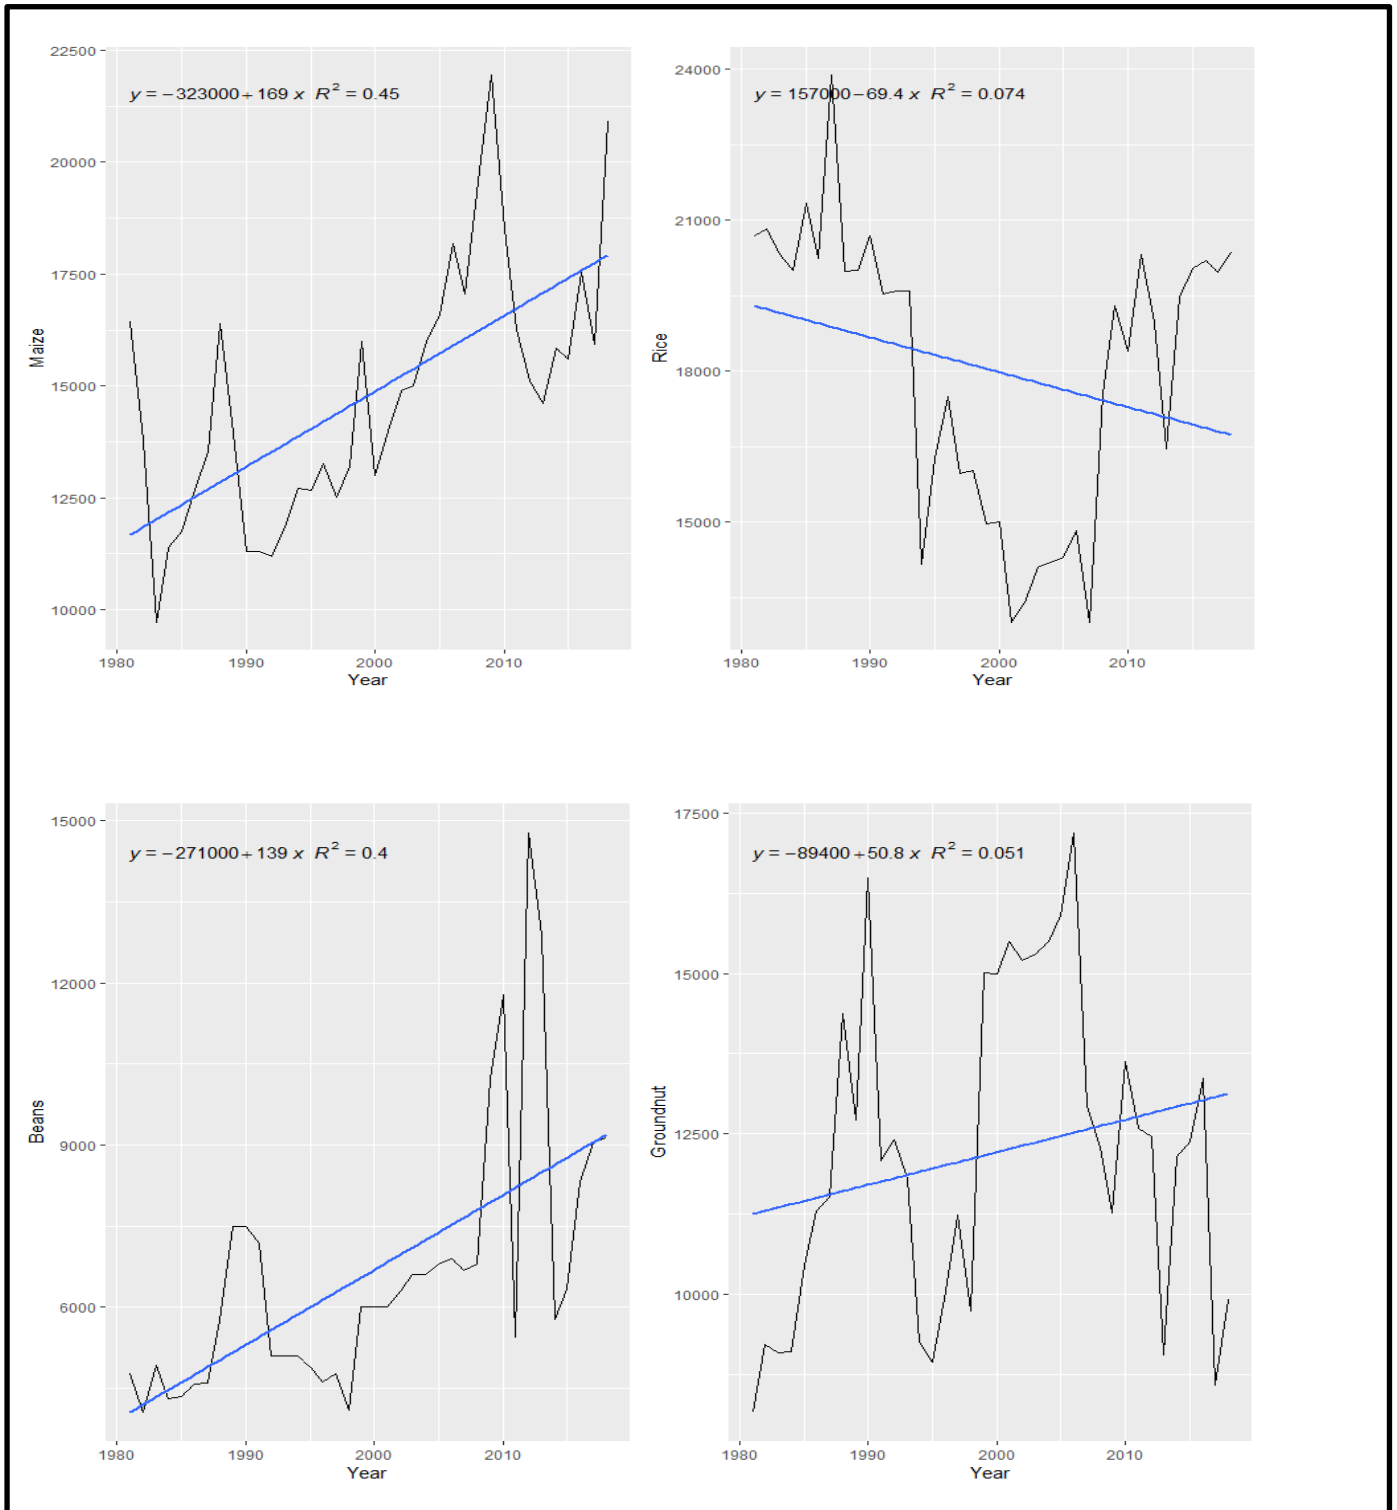 22500
20000
17500
15000
12500
10000
Maize
y = −323000 + 169 x  R² = 0.45
1980 1990 2000 2010
Year
24000
21000
18000
15000
Rice
y = 157000 − 69.4 x  R² = 0.074
1980 1990 2000 2010
Year
15000
12000
9000
6000
Beans
y = −271000 + 139 x  R² = 0.4
1980 1990 2000 2010
Year
17500
15000
12500
10000
Groundnut
y = −89400 + 50.8 x  R² = 0.051
1980 1990 2000 2010
Year